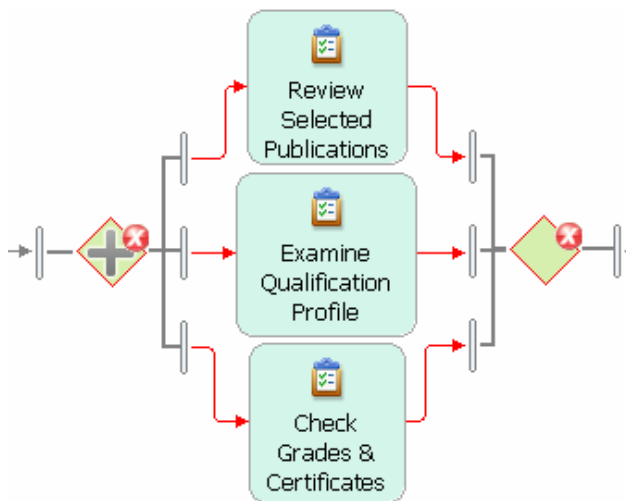 Review
Selected
Publications
Examine
Qualification
Profile
Check
Grades &
Certificates